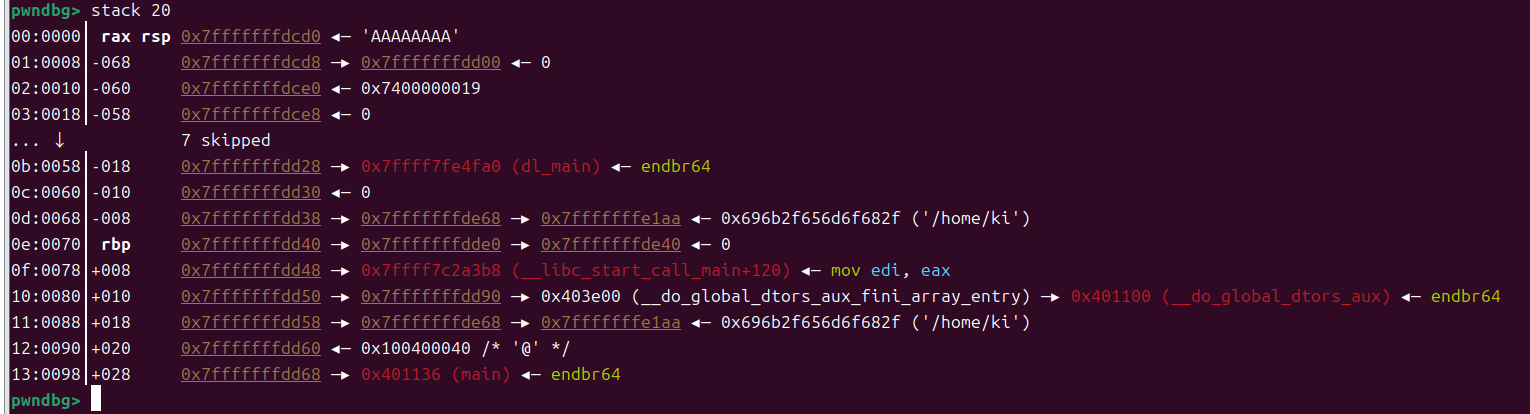 pwndbg> stack 20
00:0000│ rax rsp 0x7fffffffdcd0 ◂— 'AAAAAAAA'
01:0008│-068     0x7fffffffdcd8 —▸ 0x7fffffffdd00 ◂— 0
02:0010│-060     0x7fffffffdce0 ◂— 0x7400000019
03:0018│-058     0x7fffffffdce8 ◂— 0
... ↓            7 skipped
0b:0058│-018     0x7fffffffdd28 —▸ 0x7ffff7fe4fa0 (dl_main) ◂— endbr64
0c:0060│-010     0x7fffffffdd30 ◂— 0
0d:0068│-008     0x7fffffffdd38 —▸ 0x7fffffffde68 —▸ 0x7fffffffe1aa ◂— 0x696b2f656d6f682f ('/home/ki')
0e:0070│ rbp     0x7fffffffdd40 —▸ 0x7fffffffdde0 —▸ 0x7fffffffde40 ◂— 0
0f:0078│+008     0x7fffffffdd48 —▸ 0x7ffff7c2a3b8 (__libc_start_call_main+120) ◂— mov edi, eax
10:0080│+010     0x7fffffffdd50 —▸ 0x7fffffffdd90 —▸ 0x403e00 (__do_global_dtors_aux_fini_array_entry) —▸ 0x401100 (__do_global_dtors_aux) ◂— endbr64
11:0088│+018     0x7fffffffdd58 —▸ 0x7fffffffde68 —▸ 0x7fffffffe1aa ◂— 0x696b2f656d6f682f ('/home/ki')
12:0090│+020     0x7fffffffdd60 ◂— 0x100400040 /* '@' */
13:0098│+028     0x7fffffffdd68 —▸ 0x401136 (main) ◂— endbr64
pwndbg>